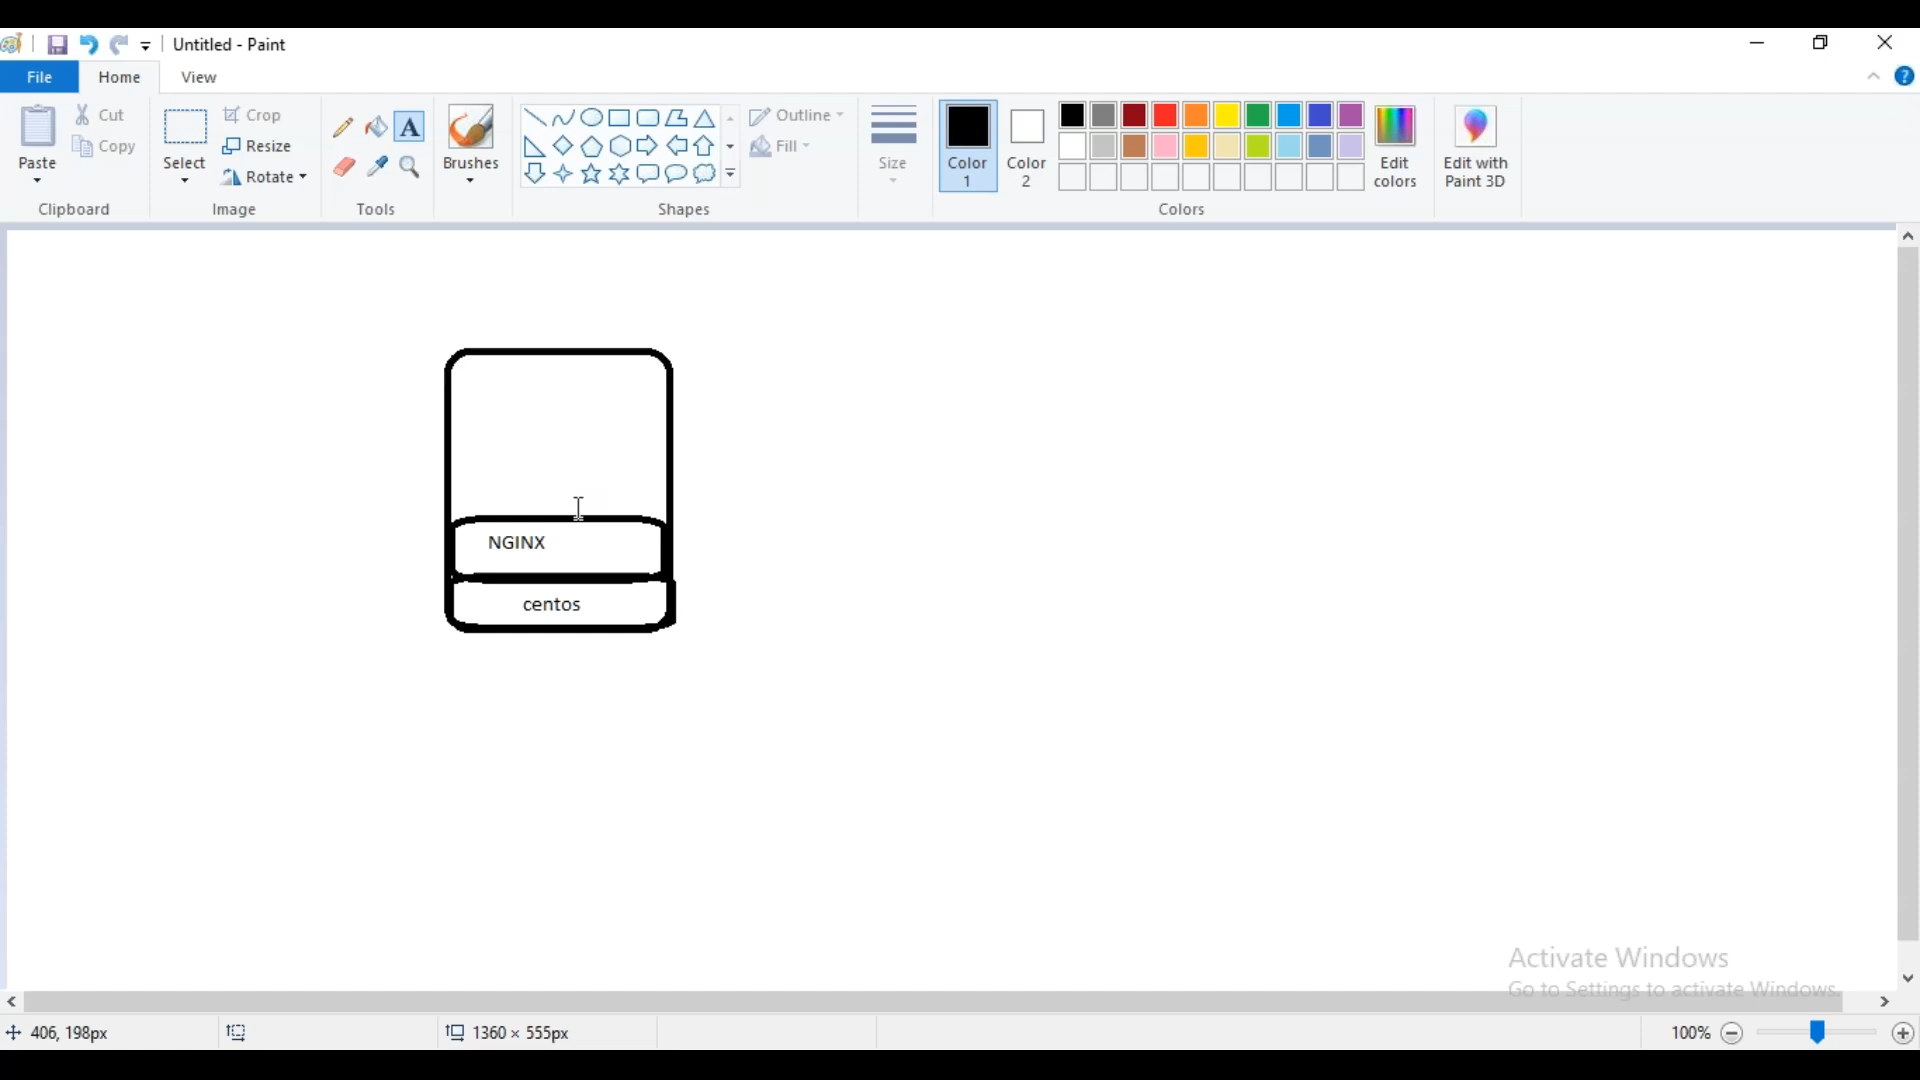 Untitled - Paint
File Home View
Paste
Cut
Copy
Clipboard
Select
Crop
Resize
Rotate
Image
A
Tools
Brushes
Shapes
Outline
Fill
Size
Color 1
Color 2
Colors
Edit colors
Edit with Paint 3D
?
NGINX
centos
Activate Windows
Go to Settings to activate Windows.
406, 198px
1360 × 555px
100%